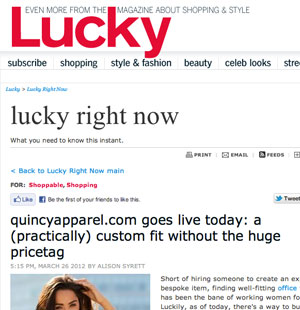 EVEN MORE FROM THE MAGAZINE ABOUT SHOPPING & STYLE
Lucky
subscribe shopping style & fashion beauty celeb looks street
Lucky > Lucky Right Now
lucky right now
What you need to know this instant.
PRINT EMAIL FEEDS
< Back to Lucky Right Now main
FOR: Shoppable, Shopping
Like Be the first of your friends to like this. Tweet
quincyapparel.com goes live today: a
(practically) custom fit without the huge
pricetag
5:15 PM, MARCH 26 2012 BY ALISON SYRETT
Short of hiring someone to create an
bespoke item, finding well-fitting office
has been the bane of working women
Luckily, as of today, there's a way to